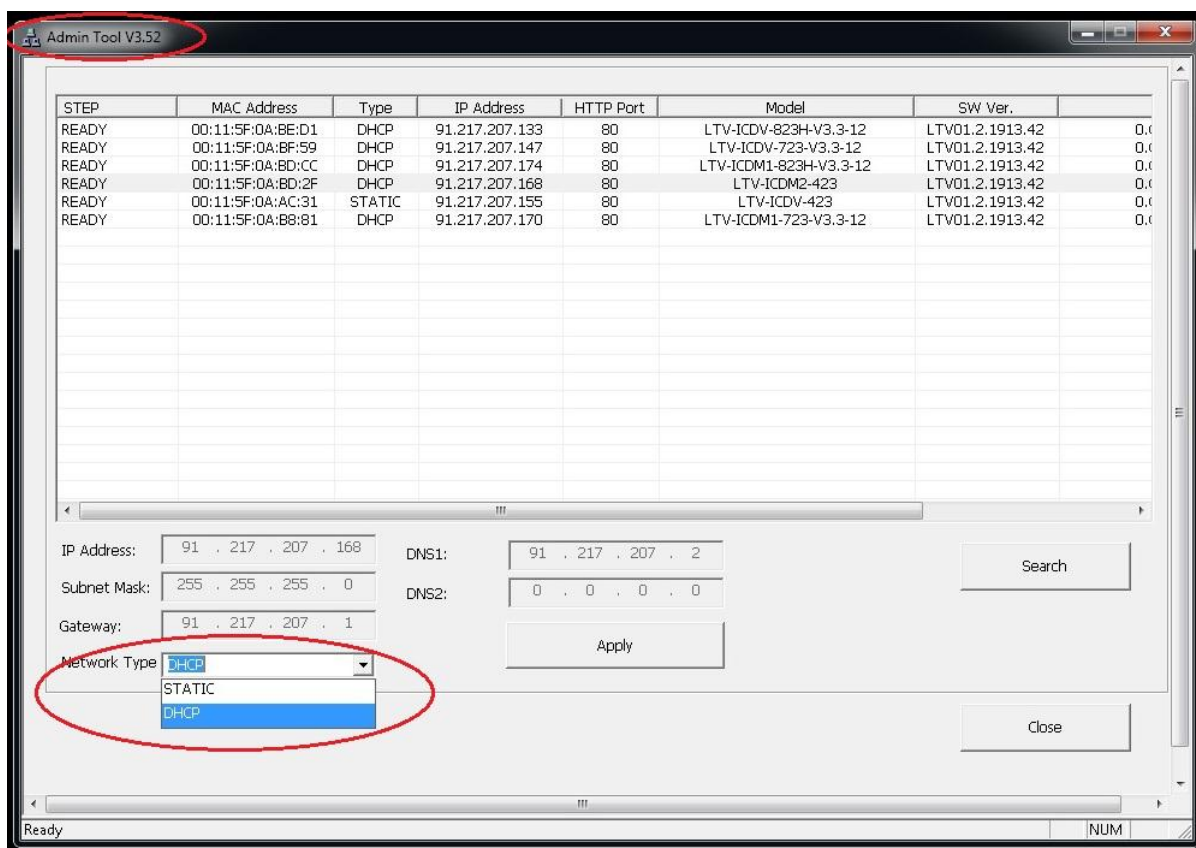 Admin Tool V3.52
STEP MAC Address Type IP Address HTTP Port Model SW Ver.
READY 00:11:5F:0A:BE:D1 DHCP 91.217.207.133 80 LTV-ICDV-823H-V3.3-12 LTV01.2.1913.42 0.
READY 00:11:5F:0A:BF:59 DHCP 91.217.207.147 80 LTV-ICDV-723-V3.3-12 LTV01.2.1913.42 0.
READY 00:11:5F:0A:BD:CC DHCP 91.217.207.174 80 LTV-ICDM1-823H-V3.3-12 LTV01.2.1913.42 0.
READY 00:11:5F:0A:BD:2F DHCP 91.217.207.168 80 LTV-ICDM2-423 LTV01.2.1913.42 0.
READY 00:11:5F:0A:AC:31 STATIC 91.217.207.155 80 LTV-ICDV-423 LTV01.2.1913.42 0.
READY 00:11:5F:0A:B8:81 DHCP 91.217.207.170 80 LTV-ICDM1-723-V3.3-12 LTV01.2.1913.42 0.
IP Address: 91 . 217 . 207 . 168 DNS1: 91 . 217 . 207 . 2
Search
Subnet Mask: 255 . 255 . 255 . 0 DNS2: 0 . 0 . 0 . 0
Gateway: 91 . 217 . 207 . 1
Apply
Network Type DHCP
STATIC
DHCP
Close
Ready NUM